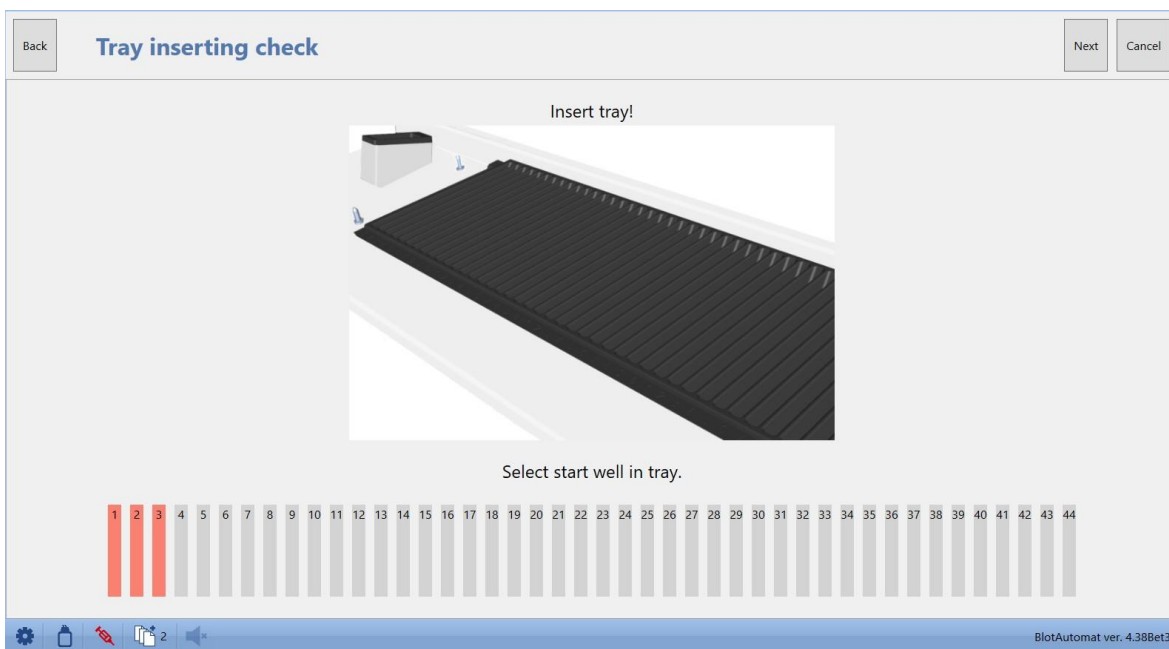 Back
Tray inserting check
Next
Cancel
Insert tray!
Select start well in tray.
1 2 3 4 5 6 7 8 9 10 11 12 13 14 15 16 17 18 19 20 21 22 23 24 25 26 27 28 29 30 31 32 33 34 35 36 37 38 39 40 41 42 43 44
2
BlotAutomat ver. 4.38Bet3